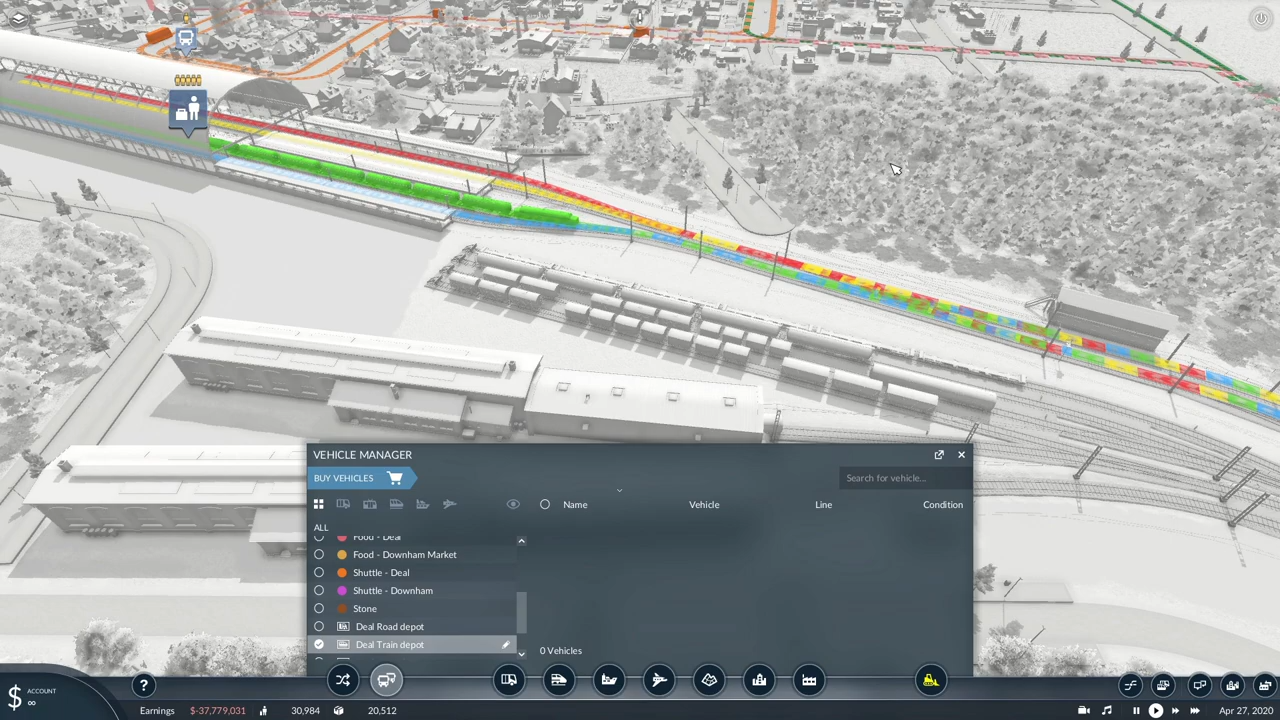 VEHICLE MANAGER
BUY VEHICLES
Search for vehicle...
Name Vehicle Line Condition
ALL
Food - Deal
Food - Downham Market
Shuttle - Deal
Shuttle - Downham
Stone
Deal Road depot
Deal Train depot
0 Vehicles
$ ACCOUNT
∞
?
Earnings $-37,779,031 30,984 20,512 Apr 27, 2020